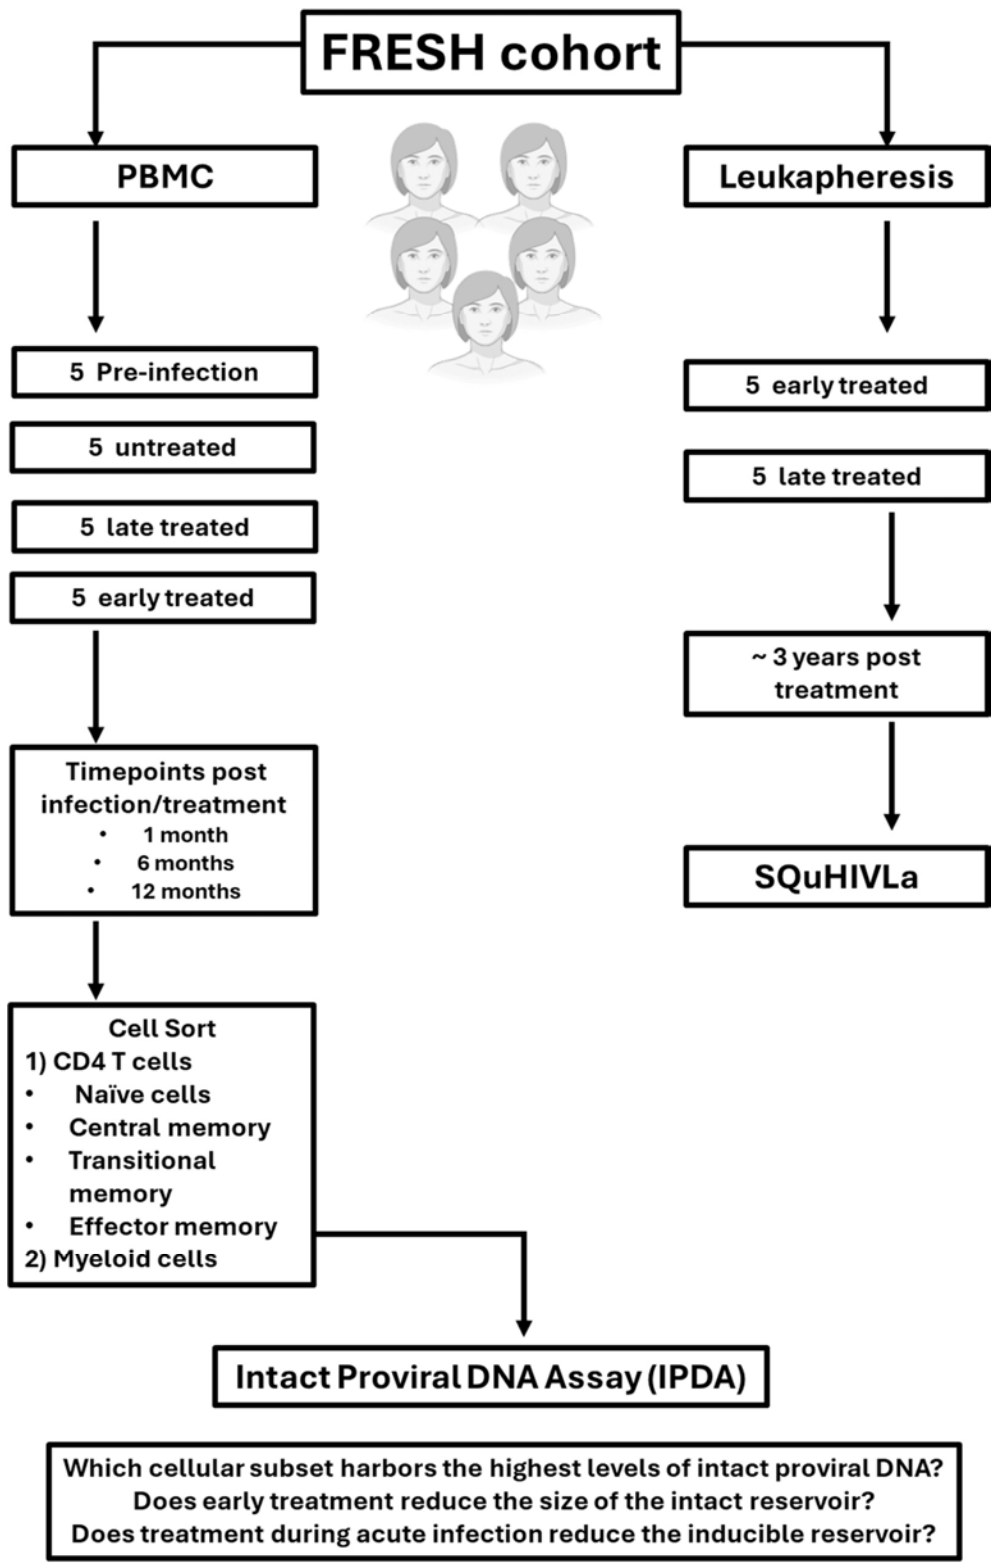 FRESH cohort
PBMC
5 Pre-infection
5 untreated
5 late treated
5 early treated
Timepoints post
infection/treatment
• 1 month
• 6 months
• 12 months
Cell Sort
1) CD4 T cells
• Naïve cells
• Central memory
• Transitional
memory
• Effector memory
2) Myeloid cells
Leukapheresis
5 early treated
5 late treated
~ 3 years post
treatment
SQuHIVLa
Intact Proviral DNA Assay (IPDA)
Which cellular subset harbors the highest levels of intact proviral DNA?
Does early treatment reduce the size of the intact reservoir?
Does treatment during acute infection reduce the inducible reservoir?